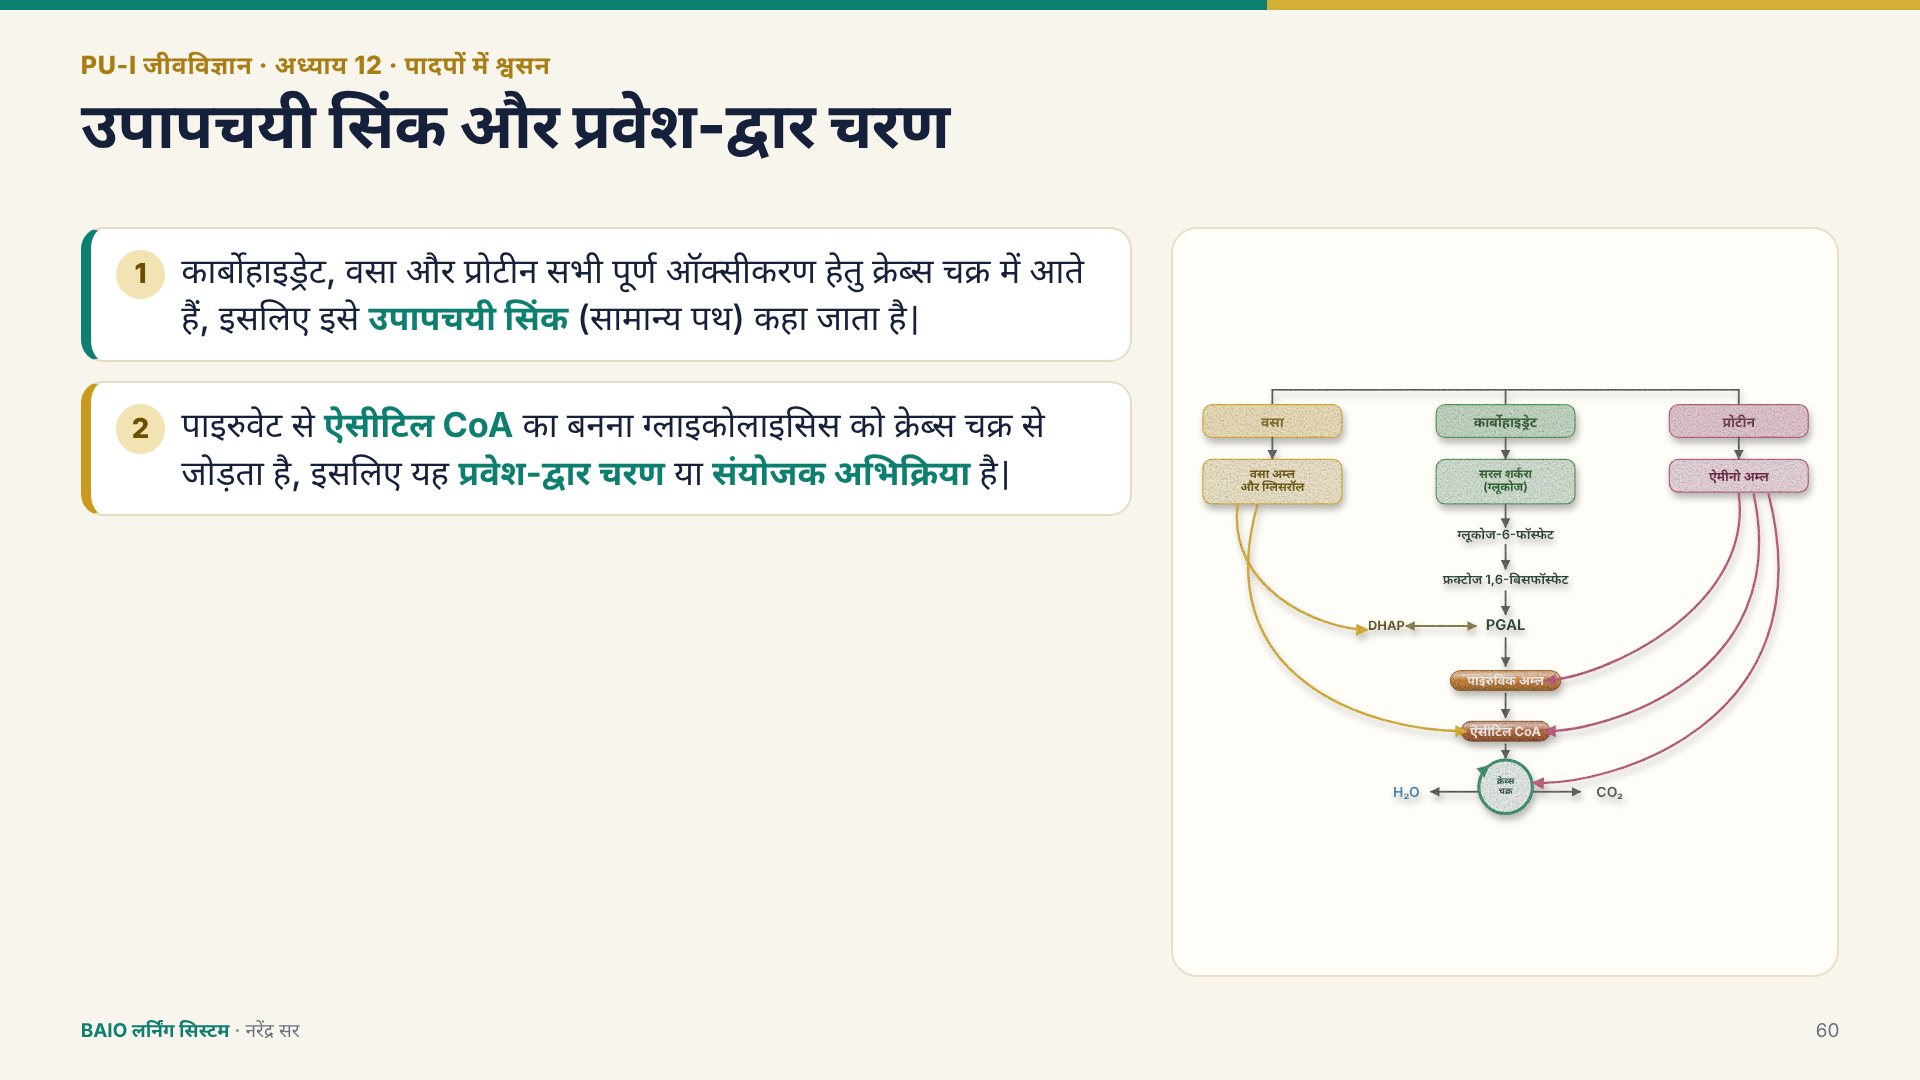 PU-I जीवविज्ञान · अध्याय 12 · पादपों में श्वसन
उपापचयी सिंक और प्रवेश-द्वार चरण
1
कार्बोहाइड्रेट, वसा और प्रोटीन सभी पूर्ण ऑक्सीकरण हेतु क्रेब्स चक्र में आते
हैं, इसलिए इसे उपापचयी सिंक (सामान्य पथ) कहा जाता है|
2
पाइरुवेट से ऐसीटिल CoA का बनना ग्लाइकोलाइसिस को क्रेब्स चक्र से
जोड़ता है, इसलिए यह प्रवेश-द्वार चरण या संयोजक अभिक्रिया है|
वसा
कार्बोहाइड्रेट
प्रोटीन
वसा अम्ल
और ग्लिसरॉल
सरल शर्करा
(ग्लूकोज)
ऐमीनो अम्ल
ग्लूकोज-6-फॉस्फेट
फ्रक्टोज 1,6-बिसफॉस्फेट
DHAP
PGAL
पाइरुविक अम्ल
ऐसीटिल CoA
क्रेब्स
चक्र
H₂O
CO₂
BAIO लर्निंग सिस्टम · नरेंद्र सर
60